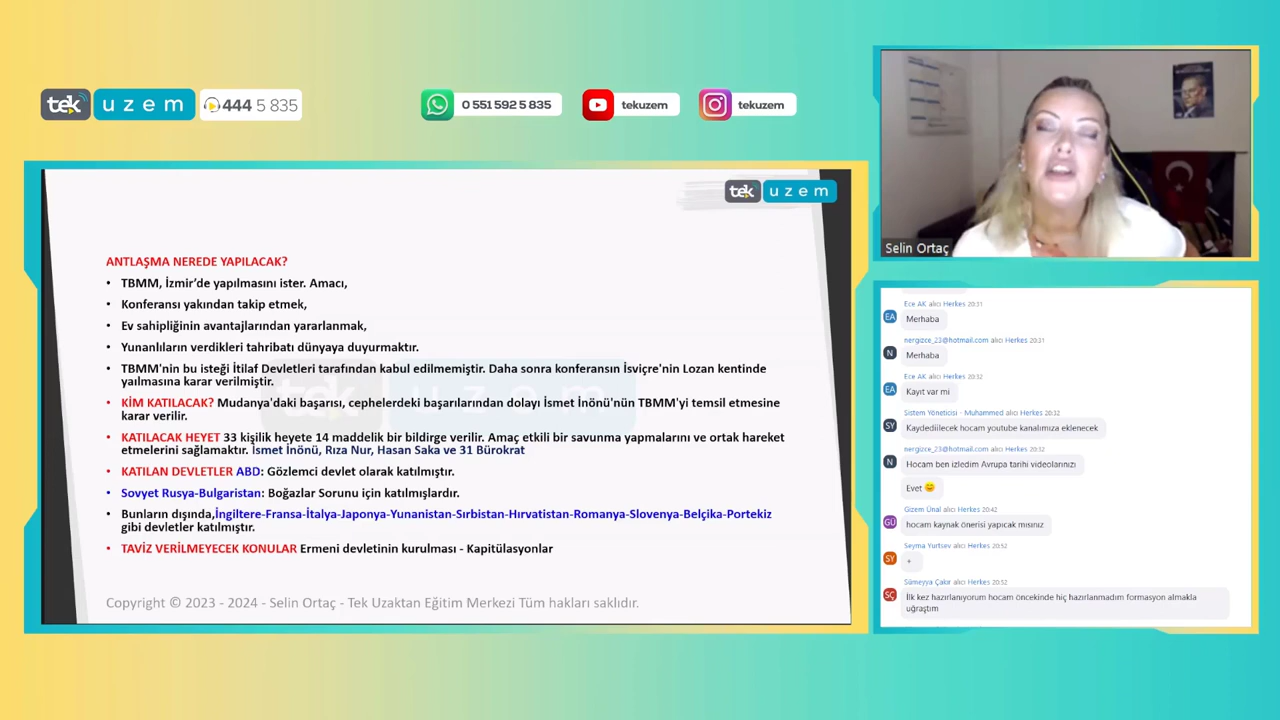 tek uzem 444 5 835
0 551 592 5 835
tekuzem
tekuzem
tek uzem
ANTLAŞMA NEREDE YAPILACAK?
• TBMM, İzmir’de yapılmasını ister. Amacı,
• Konferansı yakından takip etmek,
• Ev sahipliğinin avantajlarından yararlanmak,
• Yunanlıların verdikleri tahribatı dünyaya duyurmaktır.
• TBMM'nin bu isteği İtilaf Devletleri tarafından kabul edilmemiştir. Daha sonra konferansın İsviçre'nin Lozan kentinde
yaılmasına karar verilmiştir.
• KİM KATILACAK? Mudanya'daki başarısı, cephelerdeki başarılarından dolayı İsmet İnönü'nün TBMM'yi temsil etmesine
karar verilir.
• KATILACAK HEYET 33 kişilik heyete 14 maddelik bir bildirge verilir. Amaç etkili bir savunma yapmalarını ve ortak hareket
etmelerini sağlamaktır. İsmet İnönü, Rıza Nur, Hasan Saka ve 31 Bürokrat
• KATILAN DEVLETLER ABD: Gözlemci devlet olarak katılmıştır.
• Sovyet Rusya-Bulgaristan: Boğazlar Sorunu için katılmışlardır.
• Bunların dışında,İngiltere-Fransa-İtalya-Japonya-Yunanistan-Sırbistan-Hırvatistan-Romanya-Slovenya-Belçika-Portekiz
gibi devletler katılmıştır.
• TAVİZ VERİLMEYECEK KONULAR Ermeni devletinin kurulması - Kapitülasyonlar
Copyright © 2023 - 2024 - Selin Ortaç - Tek Uzaktan Eğitim Merkezi Tüm hakları saklıdır.
Selin Ortaç
Ece AK alıcı Herkes 20:31
EA Merhaba
nergizce_23@hotmail.com alıcı Herkes 20:31
N Merhaba
Ece AK alıcı Herkes 20:32
EA Kayıt var mi
Sistem Yöneticisi - Muhammed alıcı Herkes 20:32
SY Kaydediilecek hocam youtube kanalımıza eklenecek
nergizce_23@hotmail.com alıcı Herkes 20:32
N Hocam ben izledim Avrupa tarihi videolarınızı
Evet 😊
Gizem Ünal alıcı Herkes 20:42
GÜ hocam kaynak önerisi yapıcak mısınız
Seyma Yurtsev alıcı Herkes 20:52
SY +
Sümeyya Çakır alıcı Herkes 20:52
SÇ İlk kez hazırlanıyorum hocam öncekinde hiç hazırlanmadım formasyon almakla
uğraştım